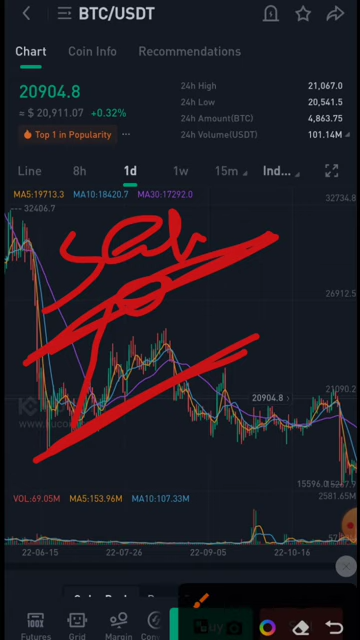 BTC/USDT
Chart Coin Info Recommendations
20904.8
≈ $ 20,911.07 +0.32%
Top 1 in Popularity
24h High 21,067.0
24h Low 20,541.5
24h Amount(BTC) 4,863.75
24h Volume(USDT) 101.14M
Line 8h 1d 1w 15m Ind...
MA5:19713.3 MA10:18420.7 MA30:17292.0
32734.8
32406.7
26912.5
21090.2
20904.8
15596.0
VOL:69.05M MA5:153.96M MA10:107.33M
2581.65M
22-06-15 22-07-26 22-09-05 22-10-16
Futures Grid Margin